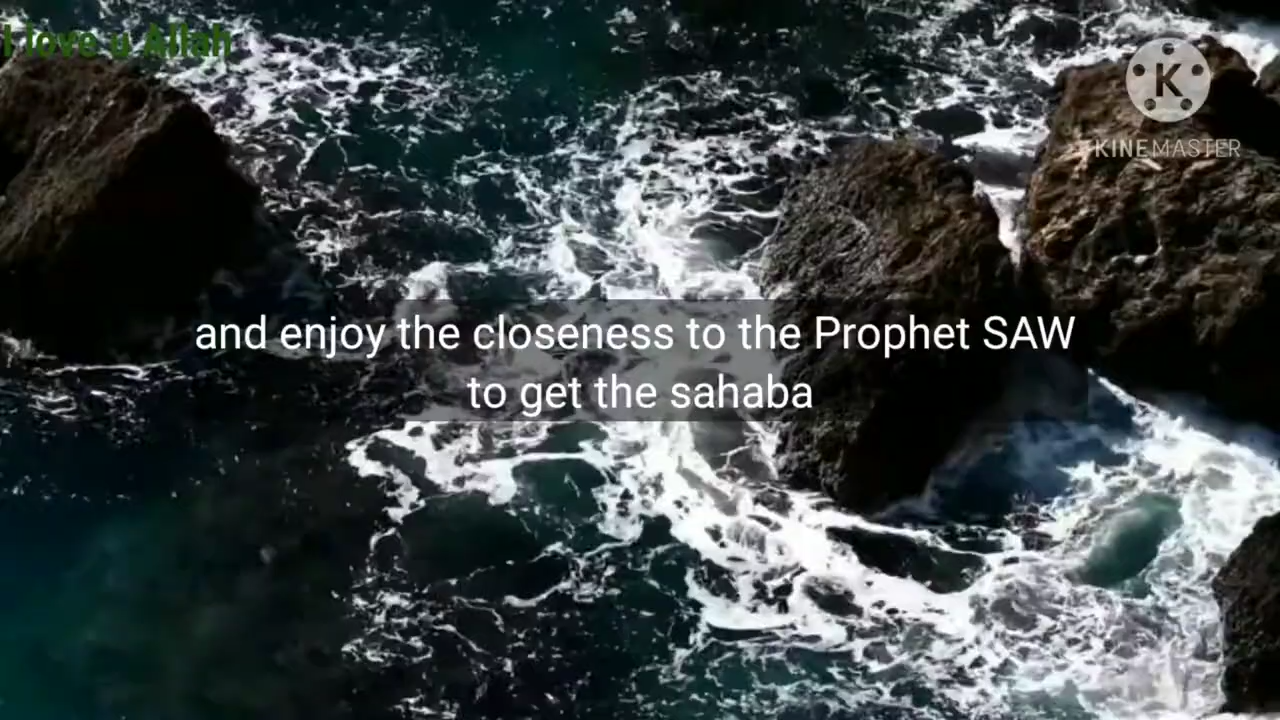 I love u Allah
K
KINEMASTER
and enjoy the closeness to the Prophet SAW
to get the sahaba